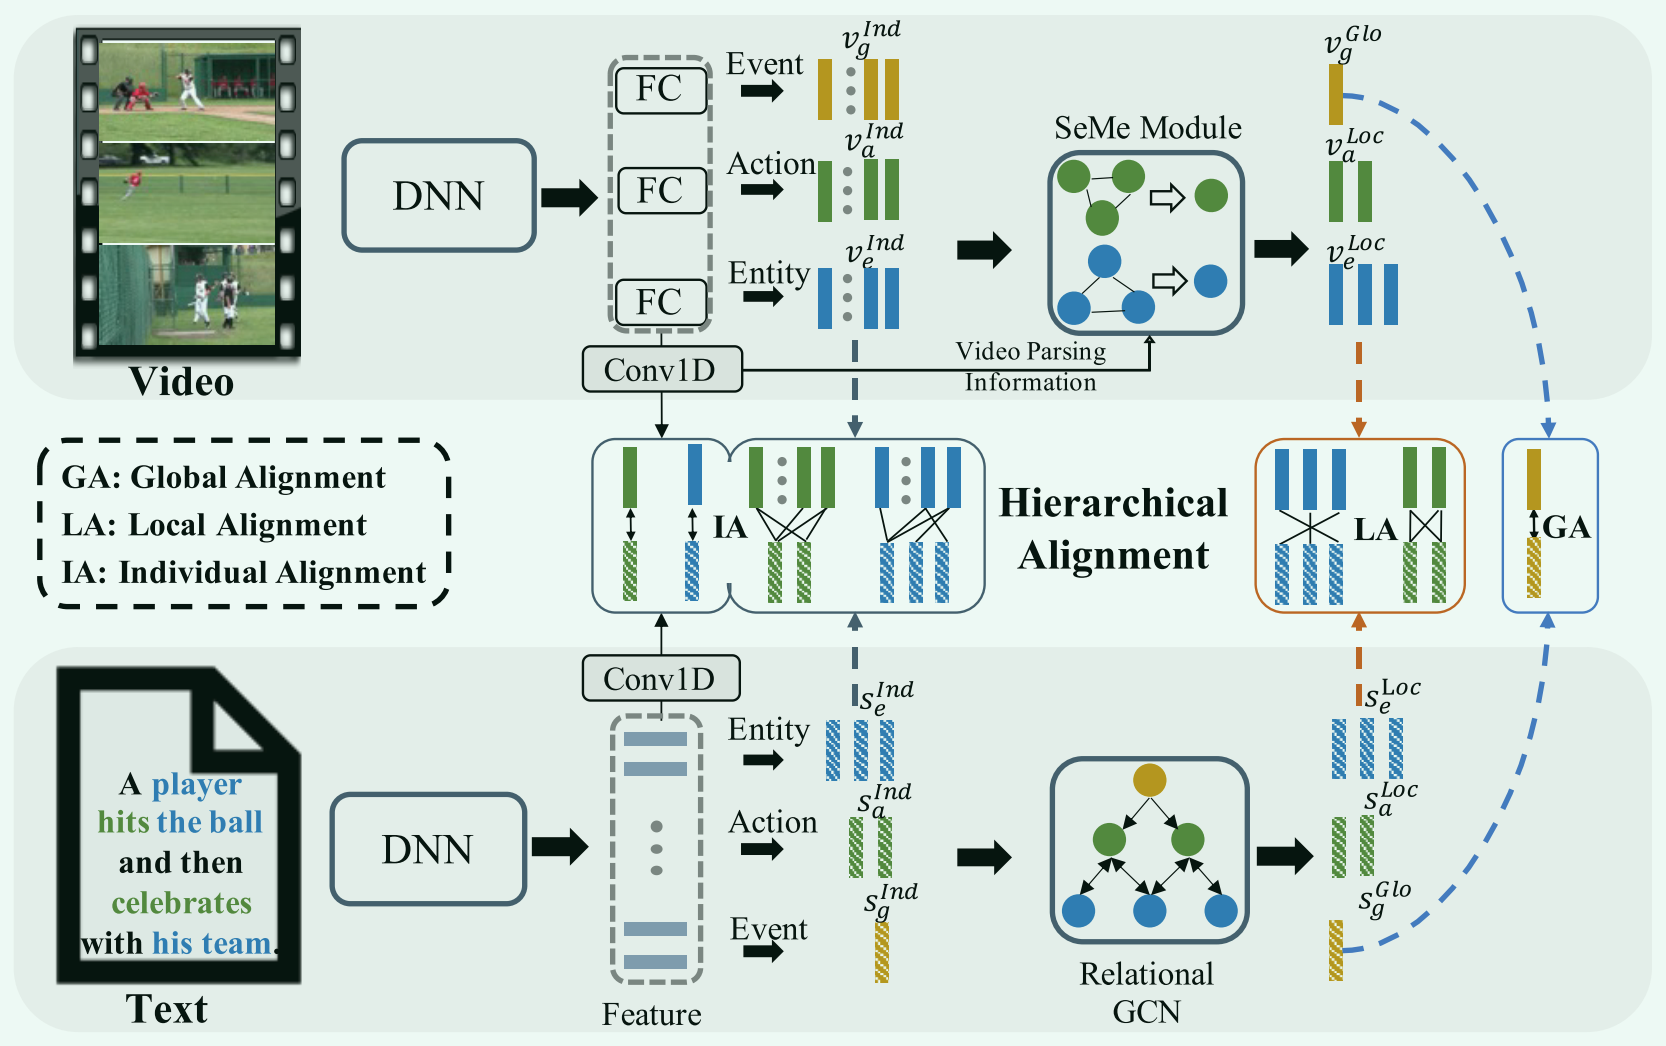 Video
DNN
FC
FC
FC
Event
Action
Entity
v_g^{Ind}
v_a^{Ind}
v_e^{Ind}
SeMe Module
v_g^{Glo}
v_a^{Loc}
v_e^{Loc}
Conv1D
Video Parsing
Information
GA: Global Alignment
LA: Local Alignment
IA: Individual Alignment
IA
Hierarchical
Alignment
LA
GA
Conv1D
A player
hits the ball
and then
celebrates
with his team.
Text
DNN
Feature
Entity
Action
Event
s_e^{Ind}
s_a^{Ind}
s_g^{Ind}
Relational
GCN
s_e^{Loc}
s_a^{Loc}
s_g^{Glo}